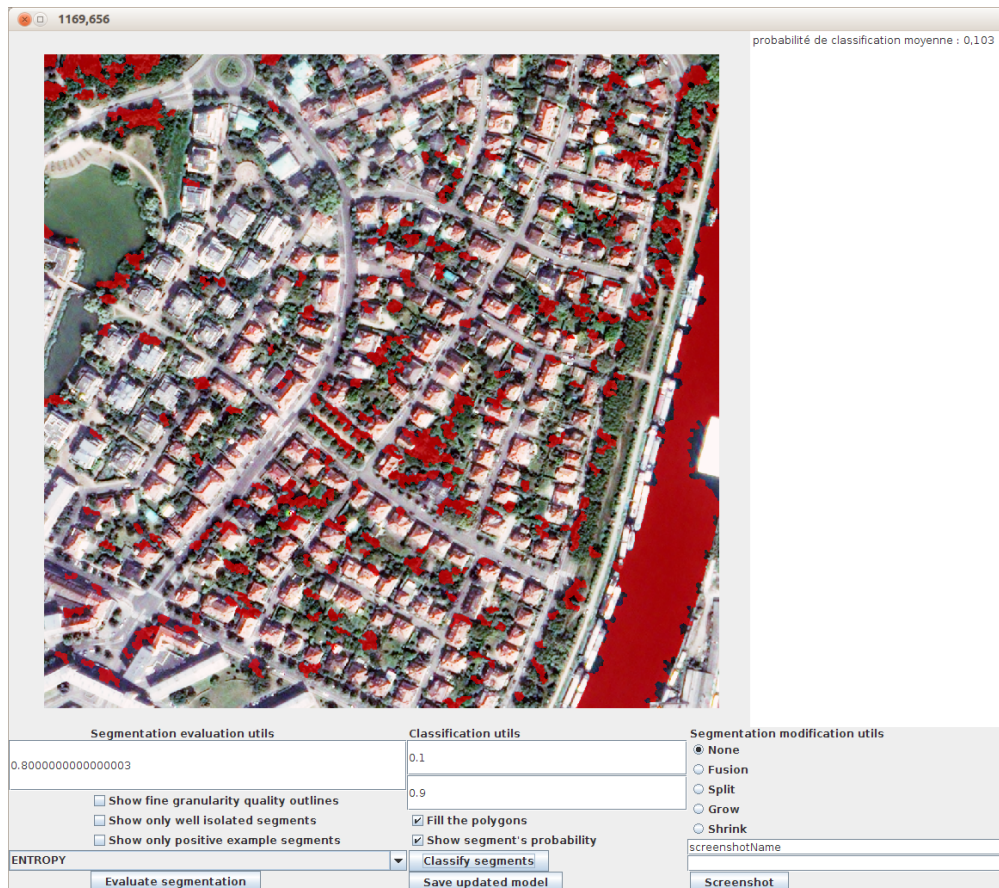 1169,656
probabilité de classification moyenne : 0,103
Segmentation evaluation utils
0.8000000000000003
Show fine granularity quality outlines
Show only well isolated segments
Show only positive example segments
ENTROPY
Evaluate segmentation
Classification utils
0.1
0.9
Fill the polygons
Show segment's probability
Classify segments
Save updated model
Segmentation modification utils
None
Fusion
Split
Grow
Shrink
screenshotName
Screenshot